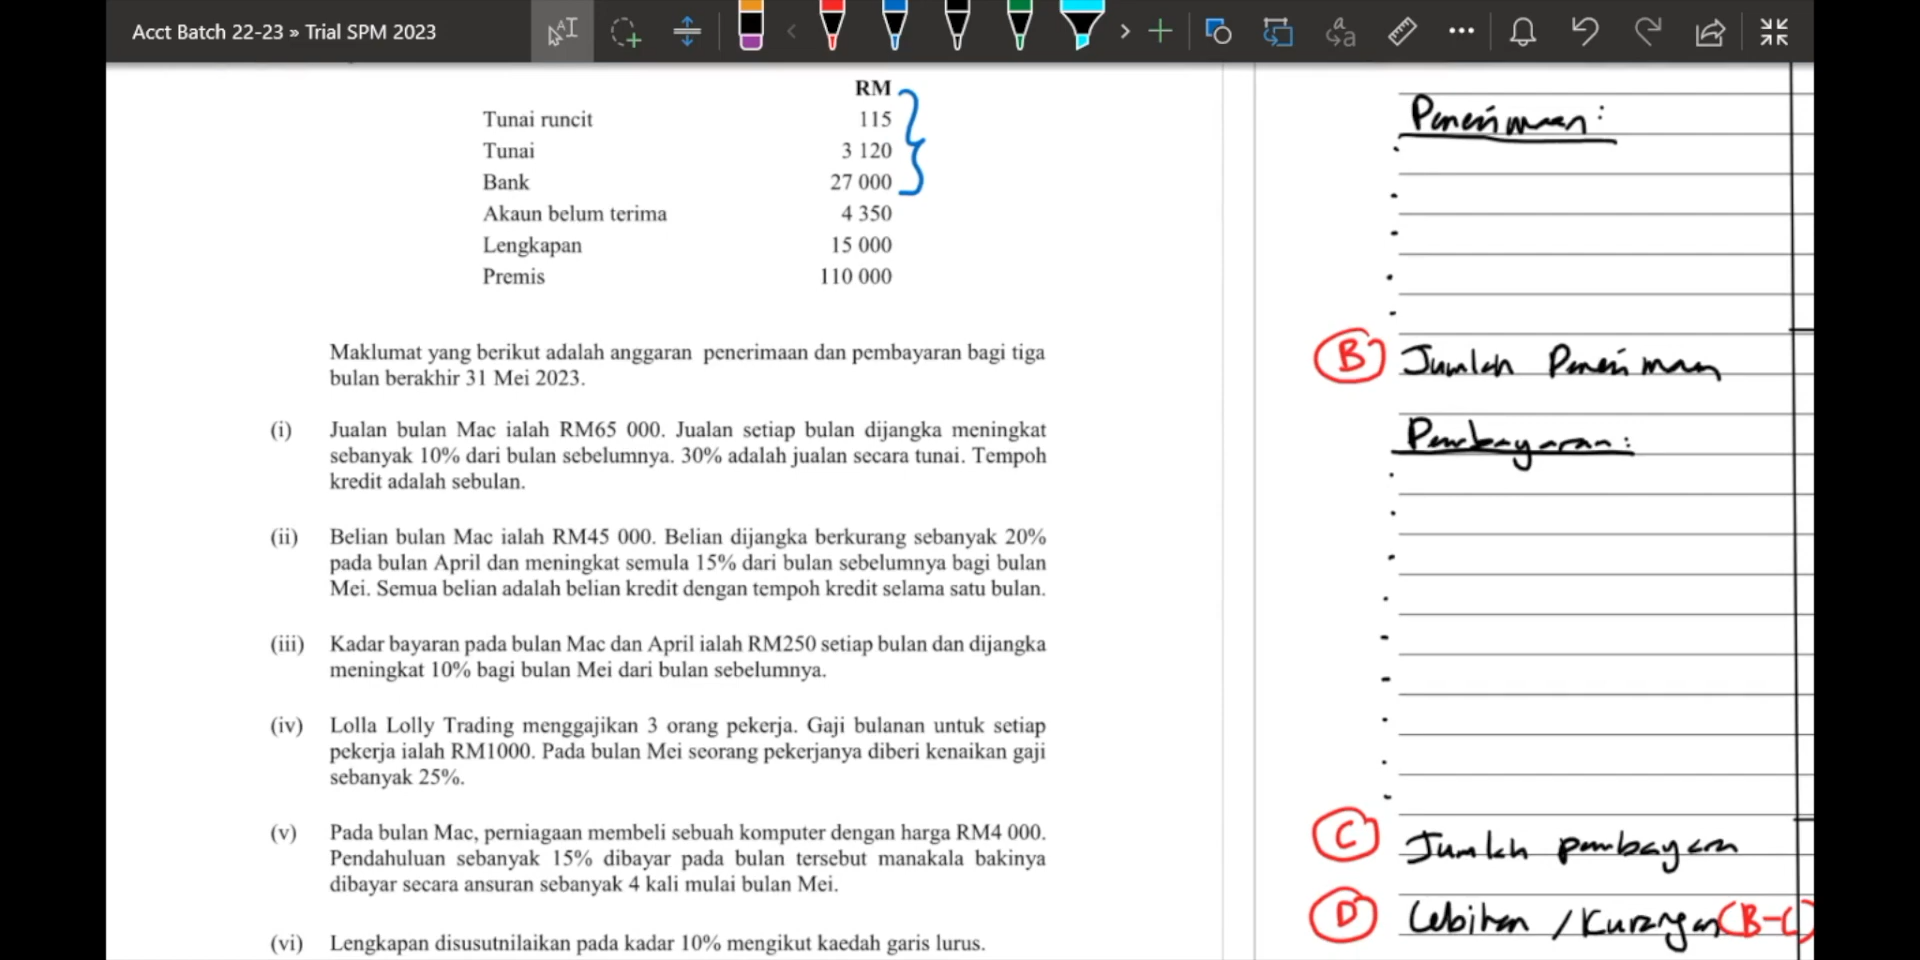 Acct Batch 22-23 » Trial SPM 2023
RM
Tunai runcit 115
Tunai 3 120
Bank 27 000
Akaun belum terima 4 350
Lengkapan 15 000
Premis 110 000
Maklumat yang berikut adalah anggaran penerimaan dan pembayaran bagi tiga
bulan berakhir 31 Mei 2023.
(i) Jualan bulan Mac ialah RM65 000. Jualan setiap bulan dijangka meningkat
sebanyak 10% dari bulan sebelumnya. 30% adalah jualan secara tunai. Tempoh
kredit adalah sebulan.
(ii) Belian bulan Mac ialah RM45 000. Belian dijangka berkurang sebanyak 20%
pada bulan April dan meningkat semula 15% dari bulan sebelumnya bagi bulan
Mei. Semua belian adalah belian kredit dengan tempoh kredit selama satu bulan.
(iii) Kadar bayaran pada bulan Mac dan April ialah RM250 setiap bulan dan dijangka
meningkat 10% bagi bulan Mei dari bulan sebelumnya.
(iv) Lolla Lolly Trading menggajikan 3 orang pekerja. Gaji bulanan untuk setiap
pekerja ialah RM1000. Pada bulan Mei seorang pekerjanya diberi kenaikan gaji
sebanyak 25%.
(v) Pada bulan Mac, perniagaan membeli sebuah komputer dengan harga RM4 000.
Pendahuluan sebanyak 15% dibayar pada bulan tersebut manakala bakinya
dibayar secara ansuran sebanyak 4 kali mulai bulan Mei.
(vi) Lengkapan disusutnilaikan pada kadar 10% mengikut kaedah garis lurus.
Penerimaan:
B Jumlah Penerimaan
Pembayaran:
C Jumlah pembayaran
D Lebihan / Kurangan (B-C)